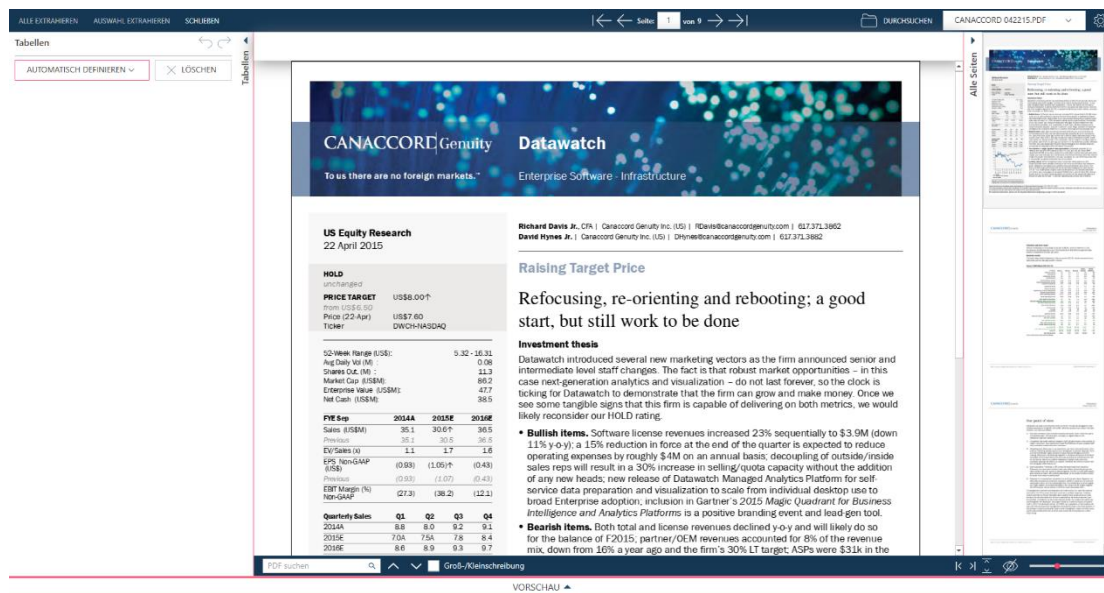 ALLE EXTRAHIEREN AUSWAHL EXTRAHIEREN SCHLIEßEN
Seite: 1 von 9
DURCHSUCHEN CANACCORD 042215.PDF
Tabellen
AUTOMATISCH DEFINIEREN LÖSCHEN
Tabellen
CANACCORD Genuity
To us there are no foreign markets.™
Datawatch
Enterprise Software - Infrastructure
US Equity Research
22 April 2015
HOLD
unchanged
PRICE TARGET US$8.00↑
from US$6.50
Price (22-Apr) US$7.60
Ticker DWCH-NASDAQ
52-Week Range (US$): 5.32 - 16.31
Avg Daily Vol (M) : 0.08
Shares Out. (M) : 11.3
Market Cap (US$M): 86.2
Enterprise Value (US$M): 47.7
Net Cash (US$M): 38.5
FYE Sep 2014A 2015E 2016E
Sales (US$M) 35.1 30.6↑ 36.5
Previous 35.1 30.5 36.5
EV/Sales (x) 1.1 1.7 1.6
EPS Non-GAAP (US$) (0.93) (1.05)↑ (0.43)
Previous (0.93) (1.07) (0.43)
EBIT Margin (%) Non-GAAP (27.3) (38.2) (12.1)
Quarterly Sales Q1 Q2 Q3 Q4
2014A 8.8 8.0 9.2 9.1
2015E 7.0A 7.5A 7.8 8.4
2016E 8.6 8.9 9.3 9.7
Richard Davis Jr., CFA | Canaccord Genuity Inc. (US) | RDavis@canaccordgenuity.com | 617.371.3862
David Hynes Jr. | Canaccord Genuity Inc. (US) | DHynes@canaccordgenuity.com | 617.371.3882
Raising Target Price
Refocusing, re-orienting and rebooting; a good
start, but still work to be done
Investment thesis
Datawatch introduced several new marketing vectors as the firm announced senior and
intermediate level staff changes. The fact is that robust market opportunities – in this
case next-generation analytics and visualization – do not last forever, so the clock is
ticking for Datawatch to demonstrate that the firm can grow and make money. Once we
see some tangible signs that this firm is capable of delivering on both metrics, we would
likely reconsider our HOLD rating.
• Bullish items. Software license revenues increased 23% sequentially to $3.9M (down
11% y-o-y); a 15% reduction in force at the end of the quarter is expected to reduce
operating expenses by roughly $4M on an annual basis; decoupling of outside/inside
sales reps will result in a 30% increase in selling/quota capacity without the addition
of any new heads; new release of Datawatch Managed Analytics Platform for self-
service data preparation and visualization to scale from individual desktop use to
broad Enterprise adoption; inclusion in Gartner's 2015 Magic Quadrant for Business
Intelligence and Analytics Platforms is a positive branding event and lead-gen tool.
• Bearish items. Both total and license revenues declined y-o-y and will likely do so
for the balance of F2015; partner/OEM revenues accounted for 8% of the revenue
mix, down from 16% a year ago and the firm's 30% LT target; ASPs were $31k in the
Alle Seiten
PDF suchen Groß-/Kleinschreibung
VORSCHAU